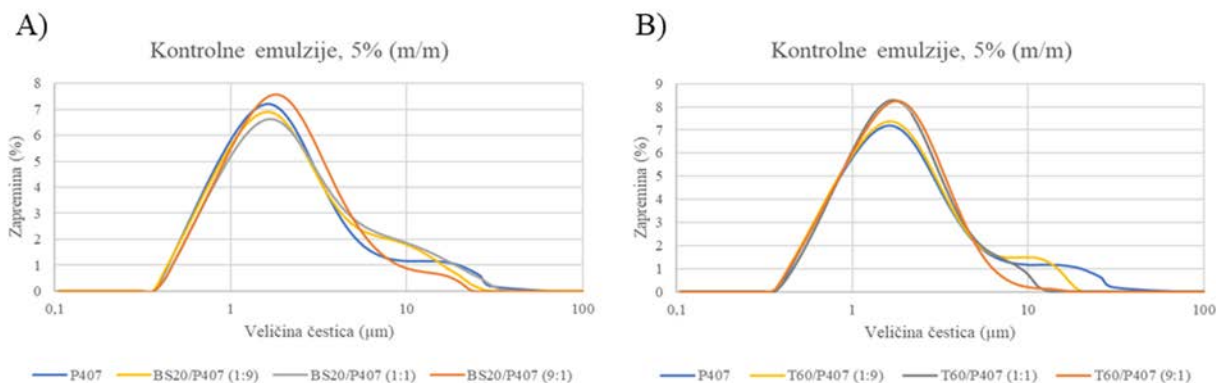 A)
Kontrolne emulzije, 5% (m/m)
Zapremina (%)
8
7
6
5
4
3
2
1
0
0.1
1
10
100
Veličina čestica (µm)
P407
BS20/P407 (1:9)
BS20/P407 (1:1)
BS20/P407 (9:1)
B)
Kontrolne emulzije, 5% (m/m)
Zapremina (%)
9
8
7
6
5
4
3
2
1
0
0.1
1
10
100
Veličina čestica (µm)
P407
T60/P407 (1:9)
T60/P407 (1:1)
T60/P407 (9:1)